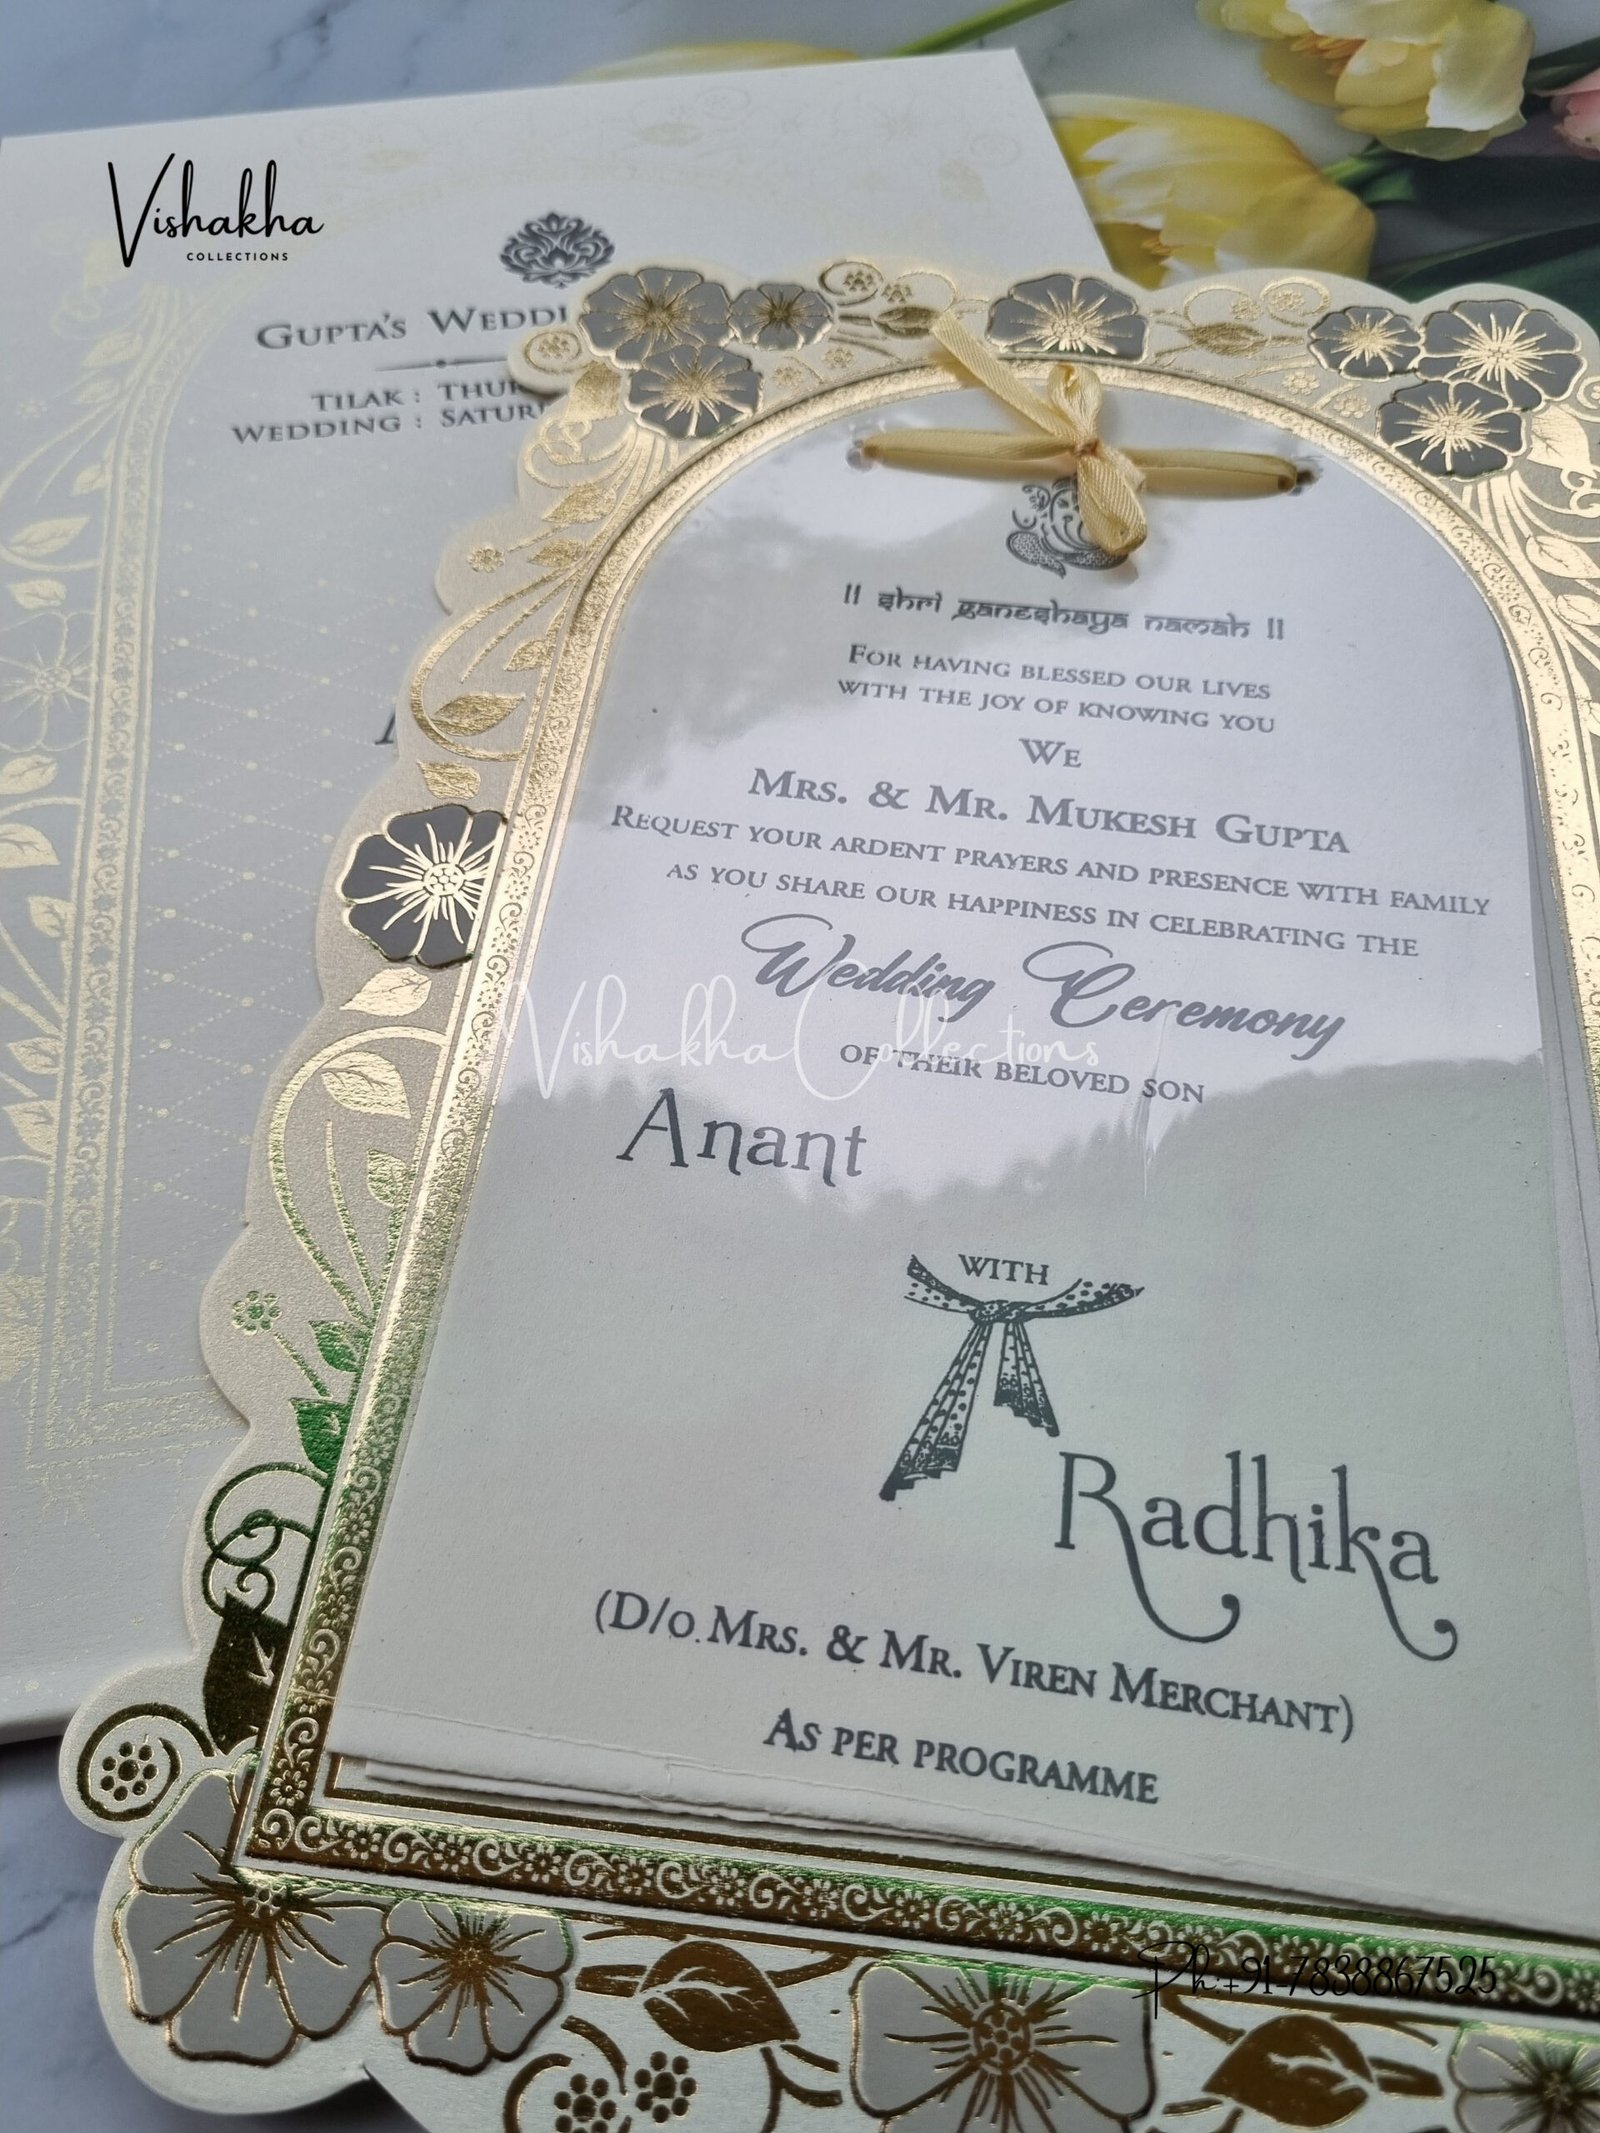 Vishakha
COLLECTIONS
GUPTA'S
TILAK :
WEDDING :
|| shri ganeshaya namah ||
FOR HAVING BLESSED OUR LIVES
WITH THE JOY OF KNOWING YOU
WE
MRS. & MR. MUKESH GUPTA
REQUEST YOUR ARDENT PRAYERS AND PRESENCE WITH FAMILY
AS YOU SHARE OUR HAPPINESS IN CELEBRATING THE
Wedding Ceremony
Vishakha Collections
OF THEIR BELOVED SON
Anant
WITH
Radhika
(D/O. MRS. & MR. VIREN MERCHANT)
AS PER PROGRAMME
Ph:+91-7838867525